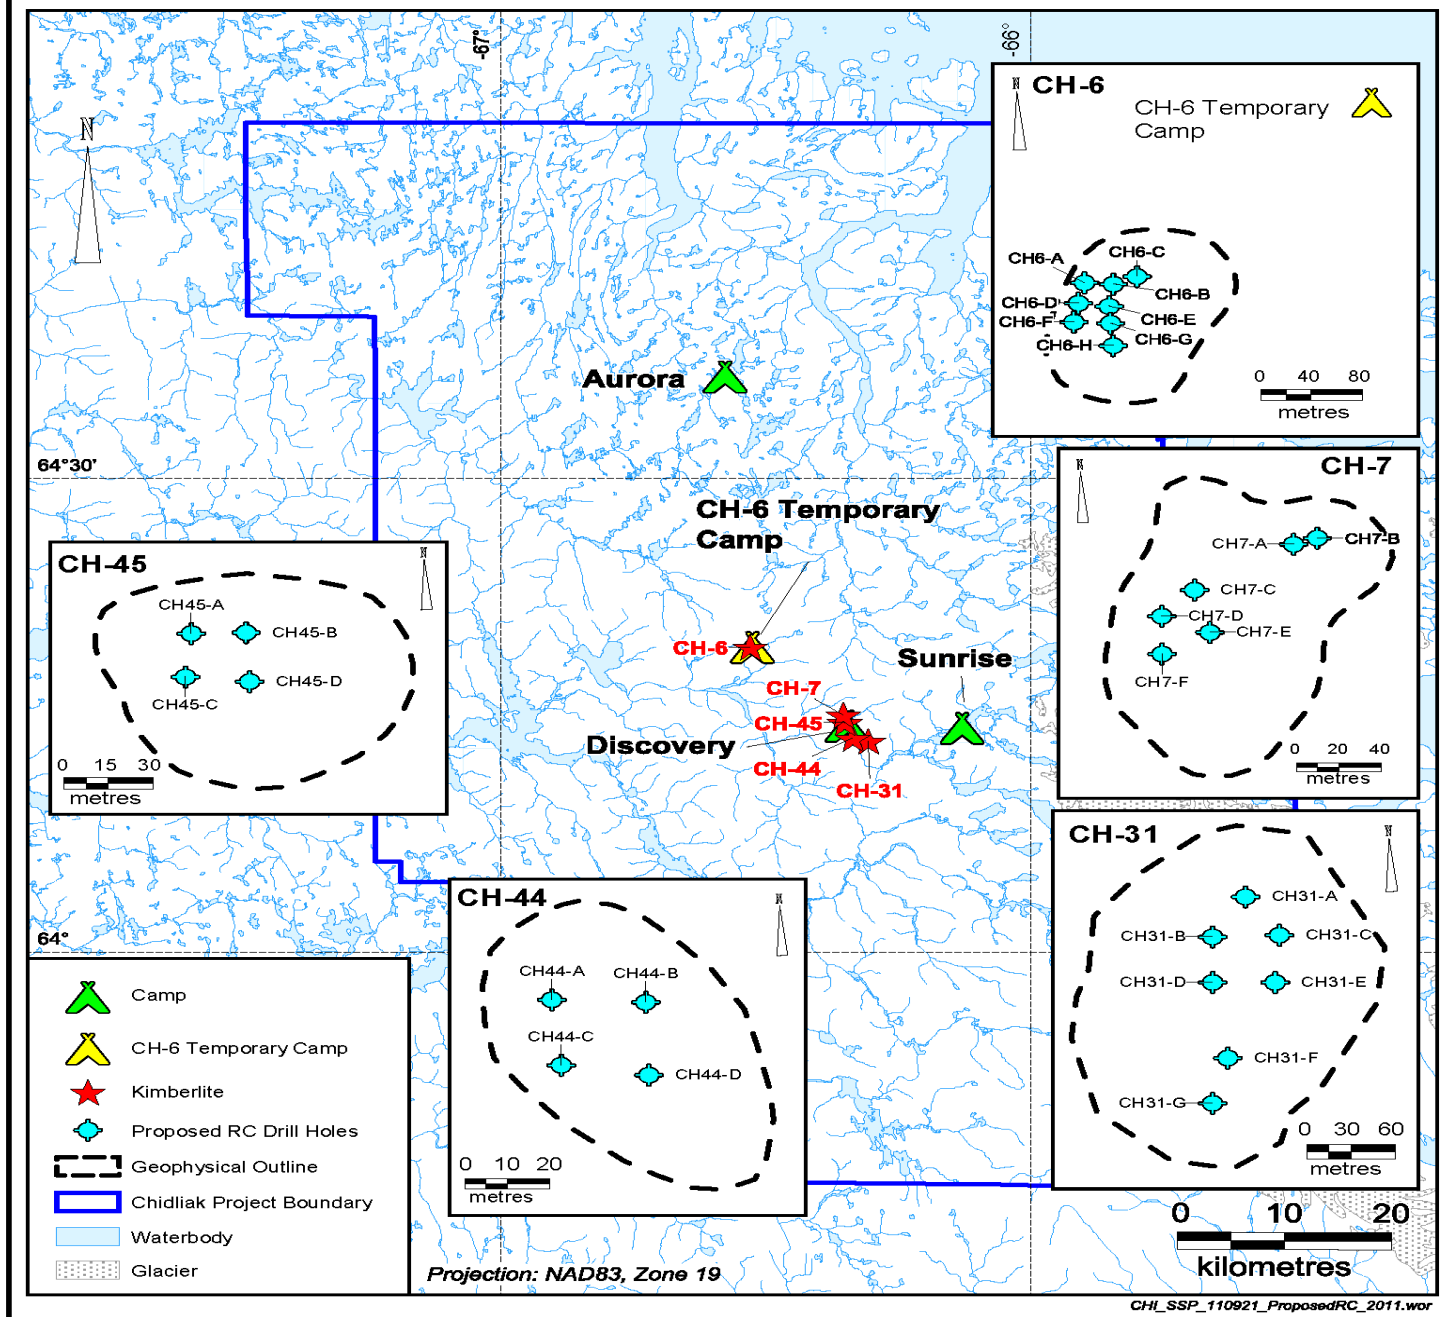 -67°
-66°
N
CH-6
N
CH-6 Temporary
Camp
CH6-A
CH6-C
CH6-B
CH6-D
CH6-E
CH6-F
CH6-G
CH6-H
0 40 80
metres
Aurora
64°30'
CH-7
N
CH7-A
CH7-B
CH7-C
CH7-D
CH7-E
CH7-F
0 20 40
metres
CH-6 Temporary
Camp
CH-6
Sunrise
CH-7
CH-45
Discovery
CH-44
CH-31
CH-45
N
CH45-A
CH45-B
CH45-C
CH45-D
0 15 30
metres
CH-31
N
CH31-A
CH31-B
CH31-C
CH31-D
CH31-E
CH31-F
CH31-G
0 30 60
metres
CH-44
N
CH44-A
CH44-B
CH44-C
CH44-D
0 10 20
metres
64°
Camp
CH-6 Temporary Camp
Kimberlite
Proposed RC Drill Holes
Geophysical Outline
Chidliak Project Boundary
Waterbody
Glacier
Projection: NAD83, Zone 19
0 10 20
kilometres
CHI_SSP_110921_ProposedRC_2011.wor